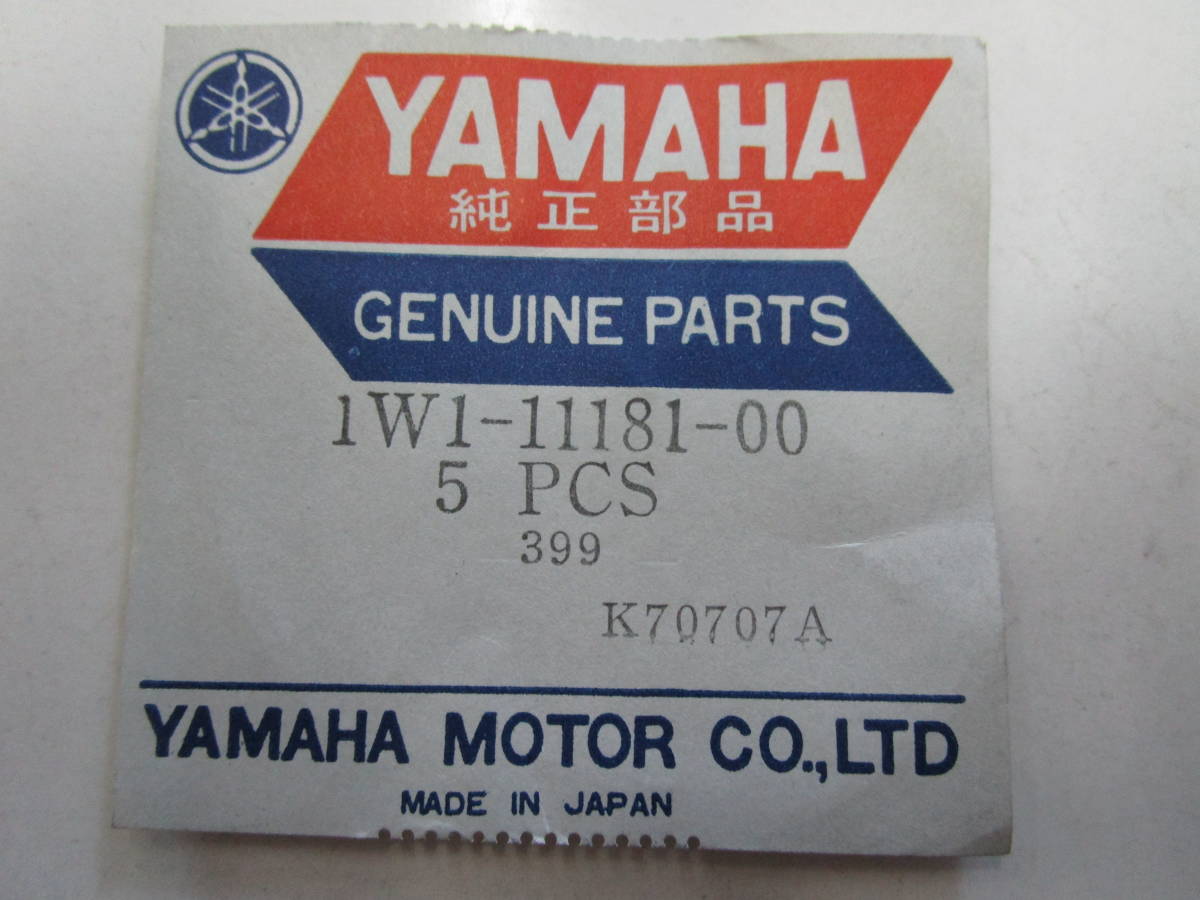 YAMAHA
純正部品
GENUINE PARTS
1W1-11181-00
5 PCS
399
K70707A
YAMAHA MOTOR CO.,LTD
MADE IN JAPAN